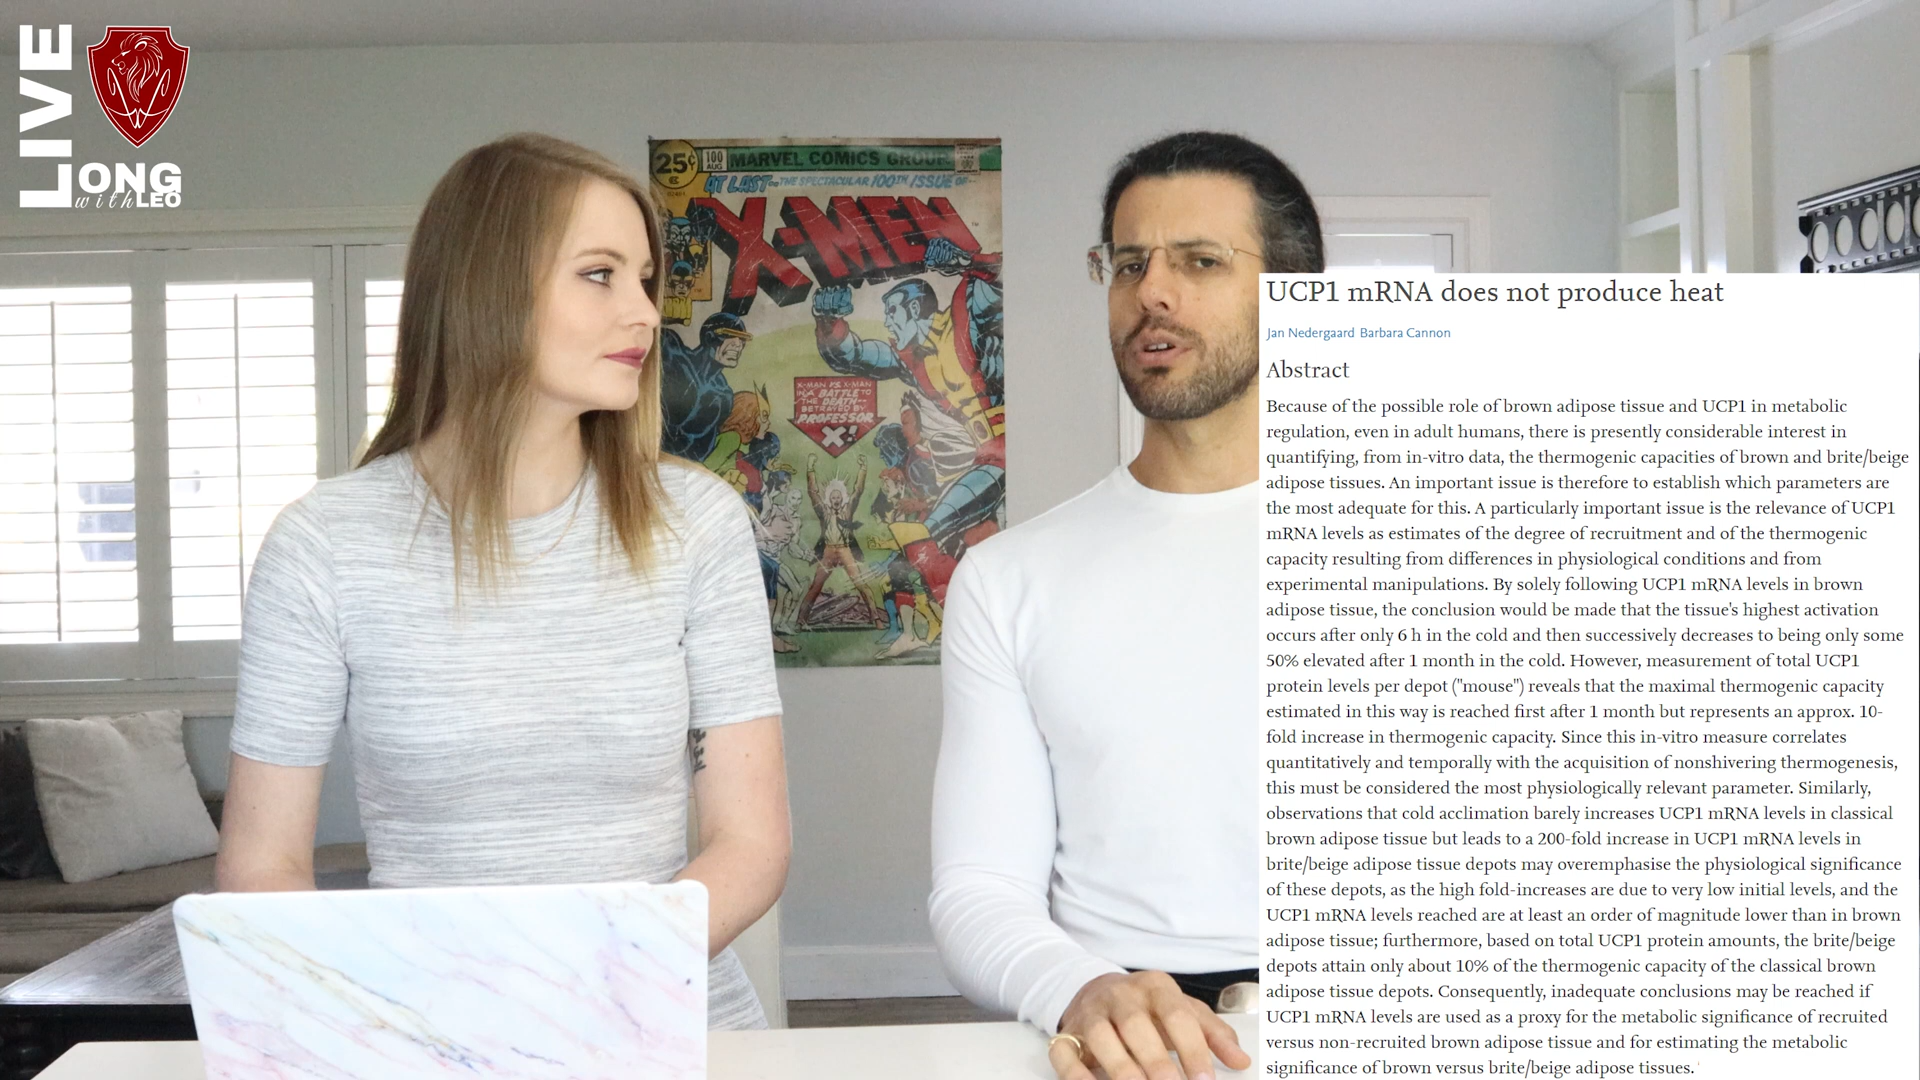 LIVE
LONG
with LEO
25¢
100
AUG
MARVEL COMICS GROUP
AT LAST--THE SPECTACULAR 100TH ISSUE OF--
X-MEN
X-MAN VS X-MAN
IN A BATTLE TO
THE DEATH--
BETRAYED BY
PROFESSOR
X!
UCP1 mRNA does not produce heat
Jan Nedergaard Barbara Cannon
Abstract
Because of the possible role of brown adipose tissue and UCP1 in metabolic
regulation, even in adult humans, there is presently considerable interest in
quantifying, from in-vitro data, the thermogenic capacities of brown and brite/beige
adipose tissues. An important issue is therefore to establish which parameters are
the most adequate for this. A particularly important issue is the relevance of UCP1
mRNA levels as estimates of the degree of recruitment and of the thermogenic
capacity resulting from differences in physiological conditions and from
experimental manipulations. By solely following UCP1 mRNA levels in brown
adipose tissue, the conclusion would be made that the tissue's highest activation
occurs after only 6 h in the cold and then successively decreases to being only some
50% elevated after 1 month in the cold. However, measurement of total UCP1
protein levels per depot ("mouse") reveals that the maximal thermogenic capacity
estimated in this way is reached first after 1 month but represents an approx. 10-
fold increase in thermogenic capacity. Since this in-vitro measure correlates
quantitatively and temporally with the acquisition of nonshivering thermogenesis,
this must be considered the most physiologically relevant parameter. Similarly,
observations that cold acclimation barely increases UCP1 mRNA levels in classical
brown adipose tissue but leads to a 200-fold increase in UCP1 mRNA levels in
brite/beige adipose tissue depots may overemphasise the physiological significance
of these depots, as the high fold-increases are due to very low initial levels, and the
UCP1 mRNA levels reached are at least an order of magnitude lower than in brown
adipose tissue; furthermore, based on total UCP1 protein amounts, the brite/beige
depots attain only about 10% of the thermogenic capacity of the classical brown
adipose tissue depots. Consequently, inadequate conclusions may be reached if
UCP1 mRNA levels are used as a proxy for the metabolic significance of recruited
versus non-recruited brown adipose tissue and for estimating the metabolic
significance of brown versus brite/beige adipose tissues.